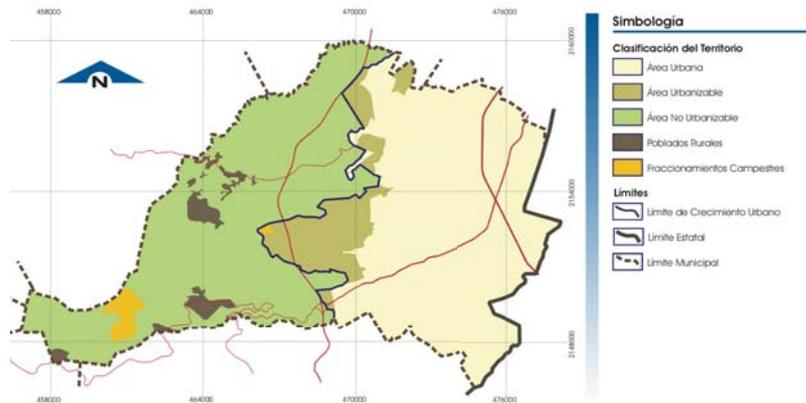 458000
464000
470000
476000
N
2160000
2154000
2148000
458000
464000
470000
476000
Simbología
Clasificación del Territorio
Área Urbana
Área Urbanizable
Área No Urbanizable
Poblados Rurales
Fraccionamientos Campestres
Límites
Límite de Crecimiento Urbano
Límite Estatal
Límite Municipal